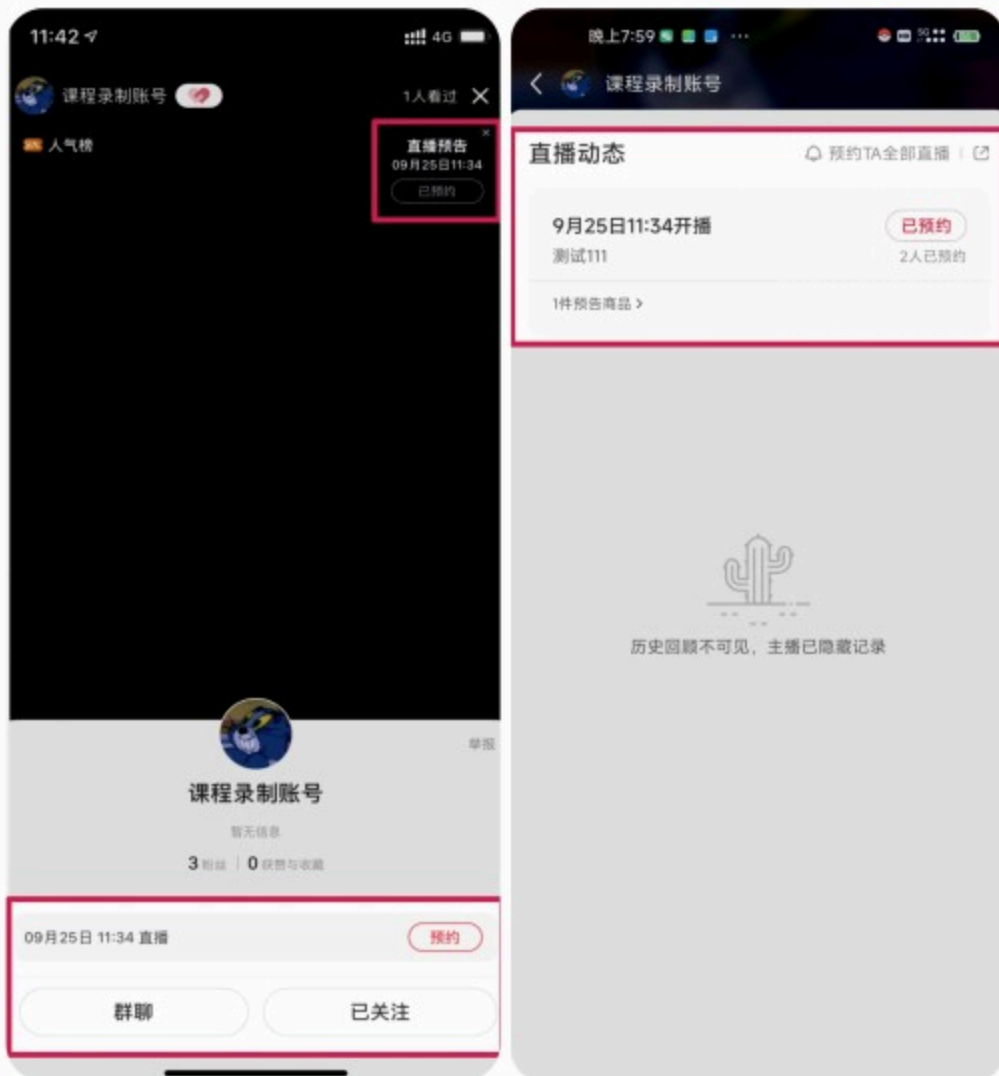 11:42
4G
课程录制账号
1人看过
人气榜
直播预告
09月25日11:34
已预约
举报
课程录制账号
暂无信息
3 粉丝 | 0 获赞与收藏
09月25日 11:34 直播
预约
群聊
已关注
晚上7:59
5G
课程录制账号
直播动态
预约TA全部直播
9月25日11:34开播
已预约
测试111
2人已预约
1件预告商品
历史回顾不可见，主播已隐藏记录